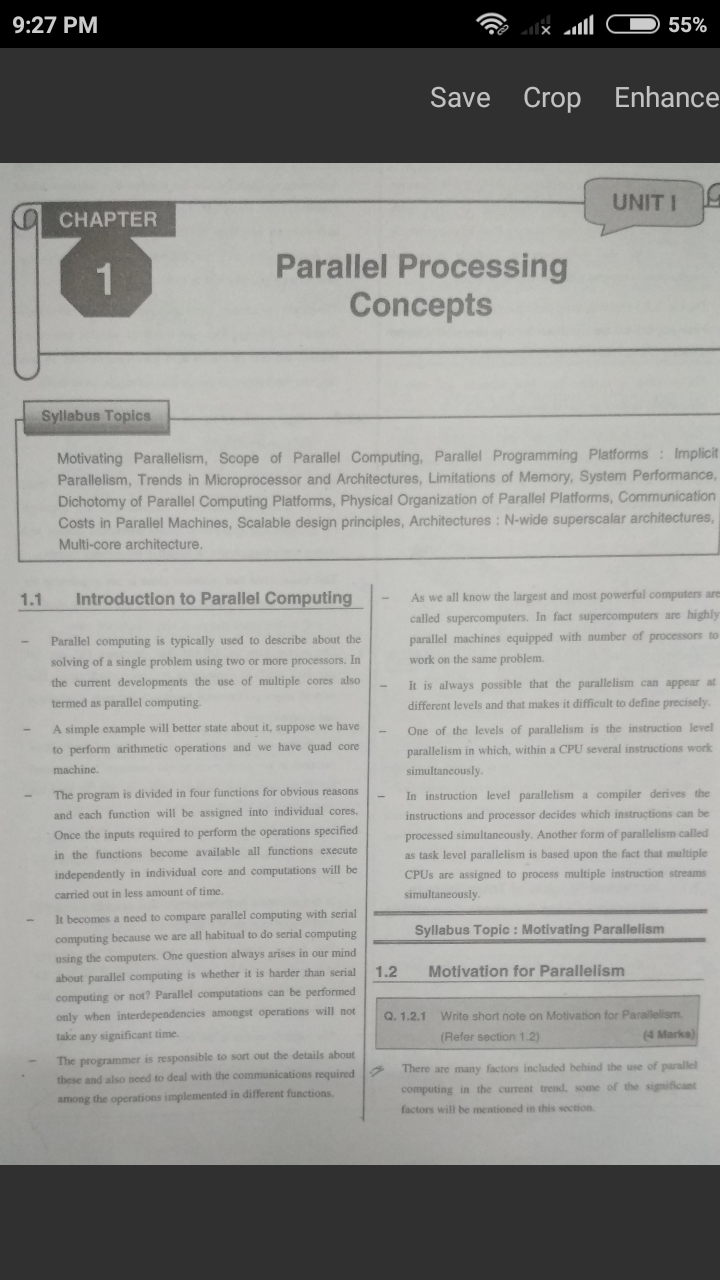 9:27 PM
55%
Save Crop Enhance
UNIT I
CHAPTER
1
Parallel Processing
Concepts
Syllabus Topics
Motivating Parallelism, Scope of Parallel Computing, Parallel Programming Platforms : Implicit
Parallelism, Trends in Microprocessor and Architectures, Limitations of Memory, System Performance,
Dichotomy of Parallel Computing Platforms, Physical Organization of Parallel Platforms, Communication
Costs in Parallel Machines, Scalable design principles, Architectures : N-wide superscalar architectures,
Multi-core architecture.
1.1 Introduction to Parallel Computing
– Parallel computing is typically used to describe about the
solving of a single problem using two or more processors. In
the current developments the use of multiple cores also
termed as parallel computing.
– A simple example will better state about it, suppose we have
to perform arithmetic operations and we have quad core
machine.
– The program is divided in four functions for obvious reasons
and each function will be assigned into individual cores.
Once the inputs required to perform the operations specified
in the functions become available all functions execute
independently in individual core and computations will be
carried out in less amount of time.
– It becomes a need to compare parallel computing with serial
computing because we are all habitual to do serial computing
using the computers. One question always arises in our mind
about parallel computing is whether it is harder than serial
computing or not? Parallel computations can be performed
only when interdependencies amongst operations will not
take any significant time.
– The programmer is responsible to sort out the details about
these and also need to deal with the communications required
among the operations implemented in different functions.
– As we all know the largest and most powerful computers are
called supercomputers. In fact supercomputers are highly
parallel machines equipped with number of processors to
work on the same problem.
– It is always possible that the parallelism can appear at
different levels and that makes it difficult to define precisely.
– One of the levels of parallelism is the instruction level
parallelism in which, within a CPU several instructions work
simultaneously.
– In instruction level parallelism a compiler derives the
instructions and processor decides which instructions can be
processed simultaneously. Another form of parallelism called
as task level parallelism is based upon the fact that multiple
CPUs are assigned to process multiple instruction streams
simultaneously.
Syllabus Topic : Motivating Parallelism
1.2 Motivation for Parallelism
Q. 1.2.1 Write short note on Motivation for Parallelism.
(Refer section 1.2) (4 Marks)
There are many factors included behind the use of parallel
computing in the current trend, some of the significant
factors will be mentioned in this section.